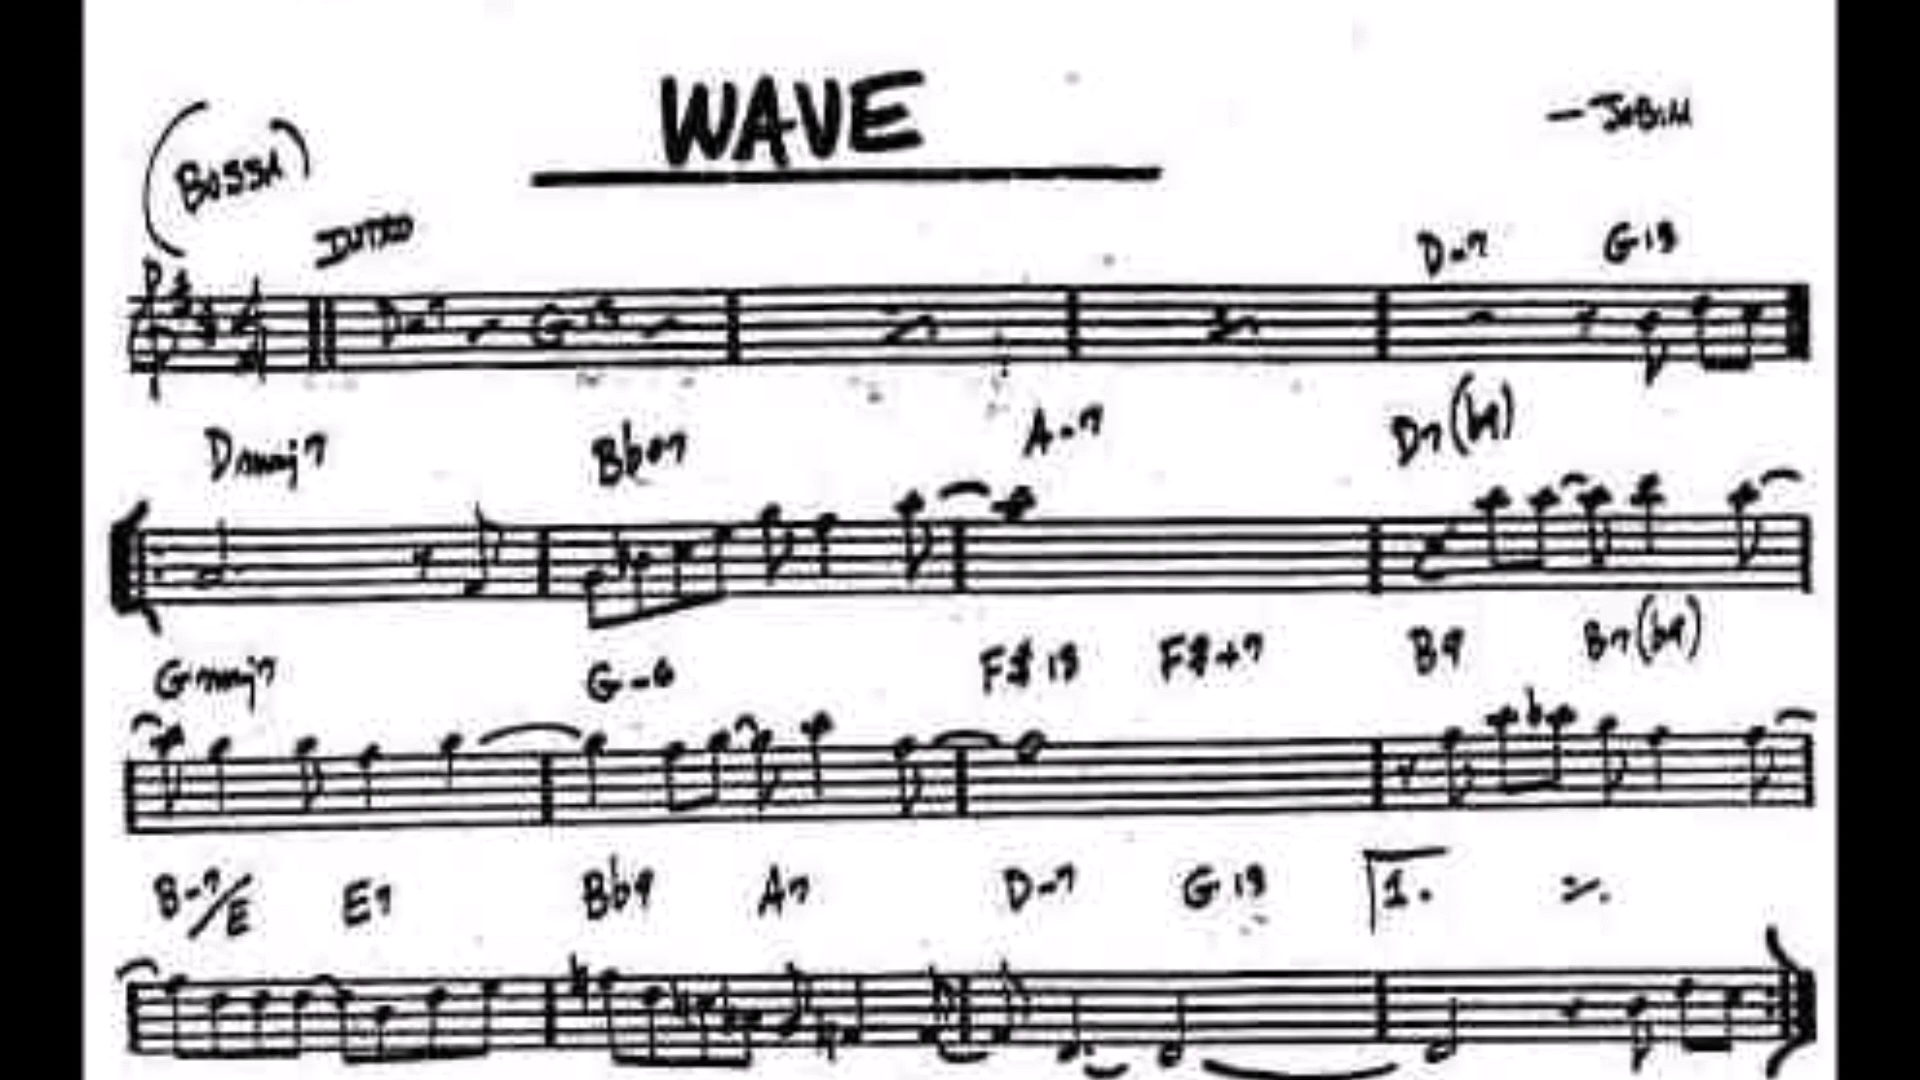 WAVE
(BOSSA)
— JOBIM
INTRO
D-7 G13
D-7 G13
Dmaj7 Bb°7 A-7 D7(b9)
Gmaj7 G-6 F#13 F#+7 B9 B7(b9)
B-7/E E7 Bb9 A7 D-7 G13 1.